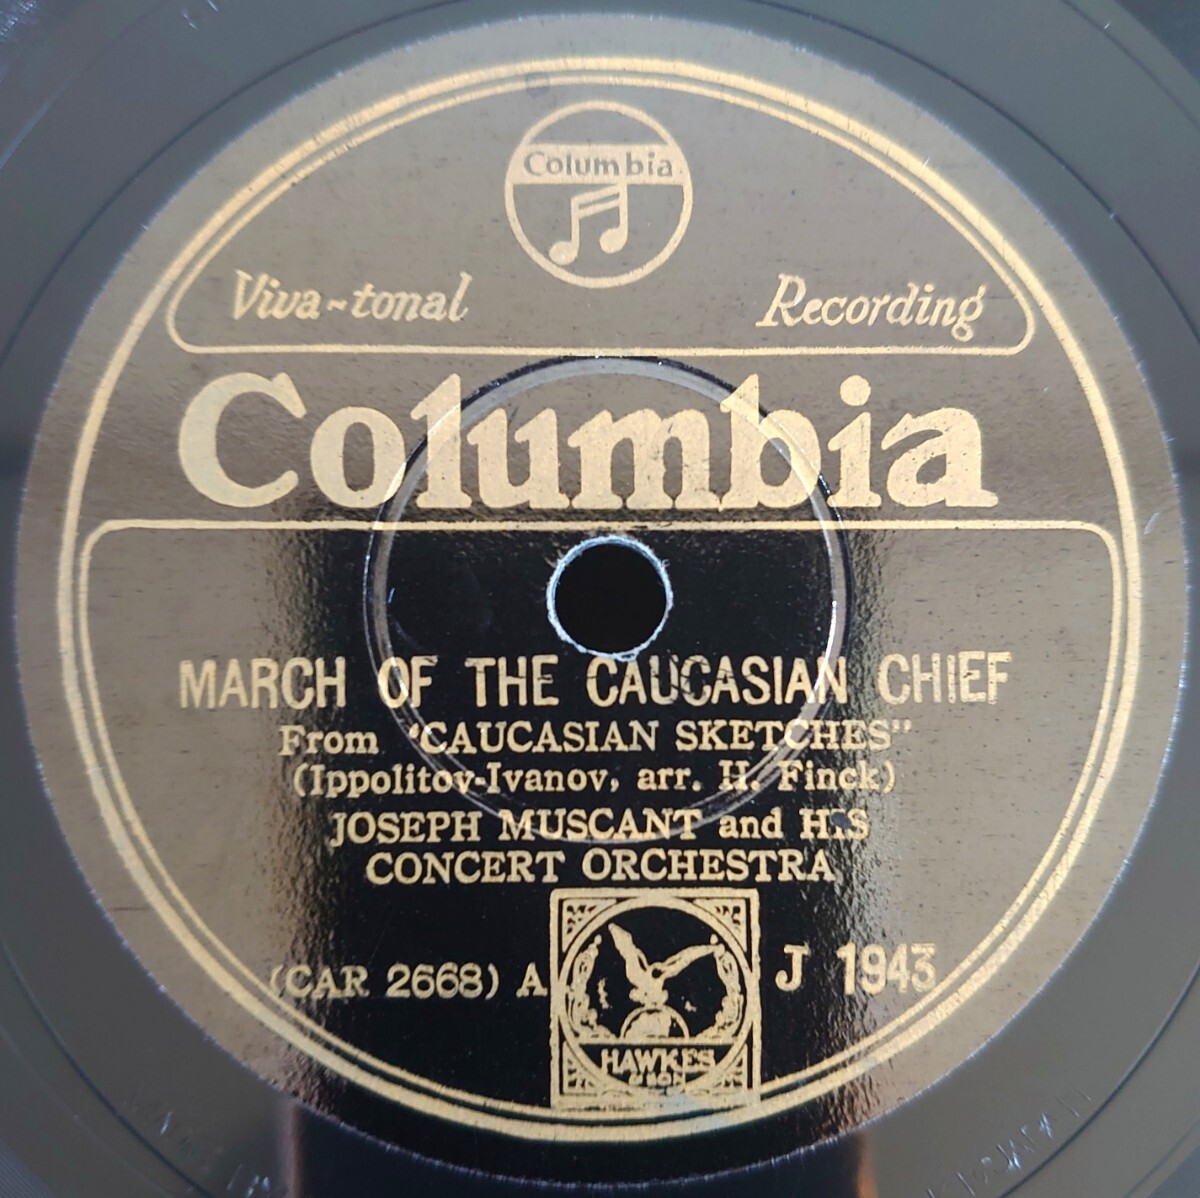 Columbia
Viva-tonal Recording
Columbia
MARCH OF THE CAUCASIAN CHIEF
From "CAUCASIAN SKETCHES"
(Ippolitov-Ivanov, arr. H. Finck)
JOSEPH MUSCANT and HIS
CONCERT ORCHESTRA
(CAR 2668) A J 1943
HAWKES
& SON